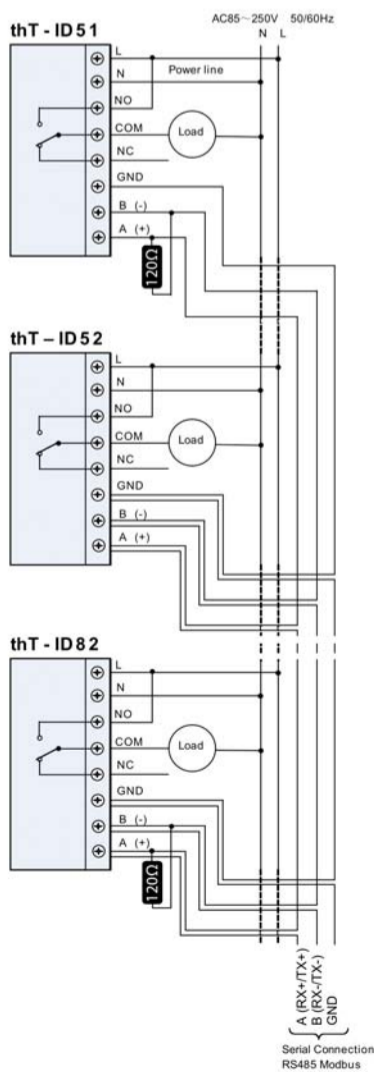 AC85～250V 50/60Hz
N L
thT - ID51
L
N
Power line
NO
COM
Load
NC
GND
B (-)
A (+)
120Ω
thT – ID52
L
N
NO
COM
Load
NC
GND
B (-)
A (+)
thT - ID82
L
N
NO
COM
Load
NC
GND
B (-)
A (+)
120Ω
A (RX+/TX+)
B (RX-/TX-)
GND
Serial Connection
RS485 Modbus